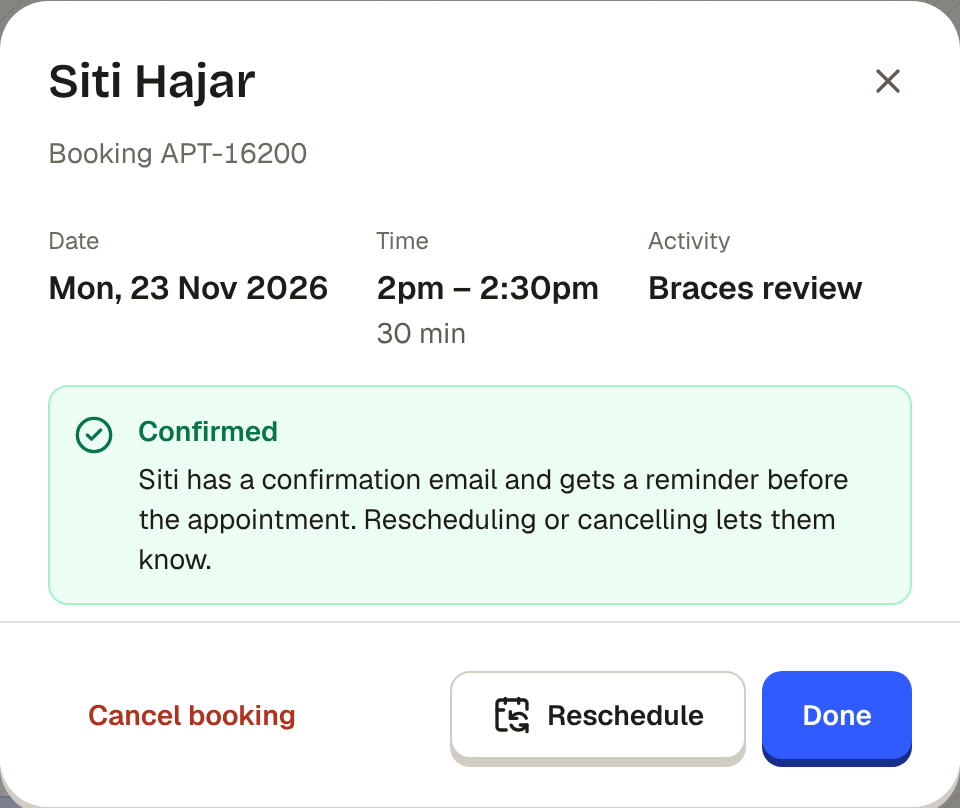 Siti Hajar
Booking APT-16200
Date
Mon, 23 Nov 2026
Time
2pm – 2:30pm
30 min
Activity
Braces review
Confirmed
Siti has a confirmation email and gets a reminder before
the appointment. Rescheduling or cancelling lets them
know.
Cancel booking
Reschedule
Done